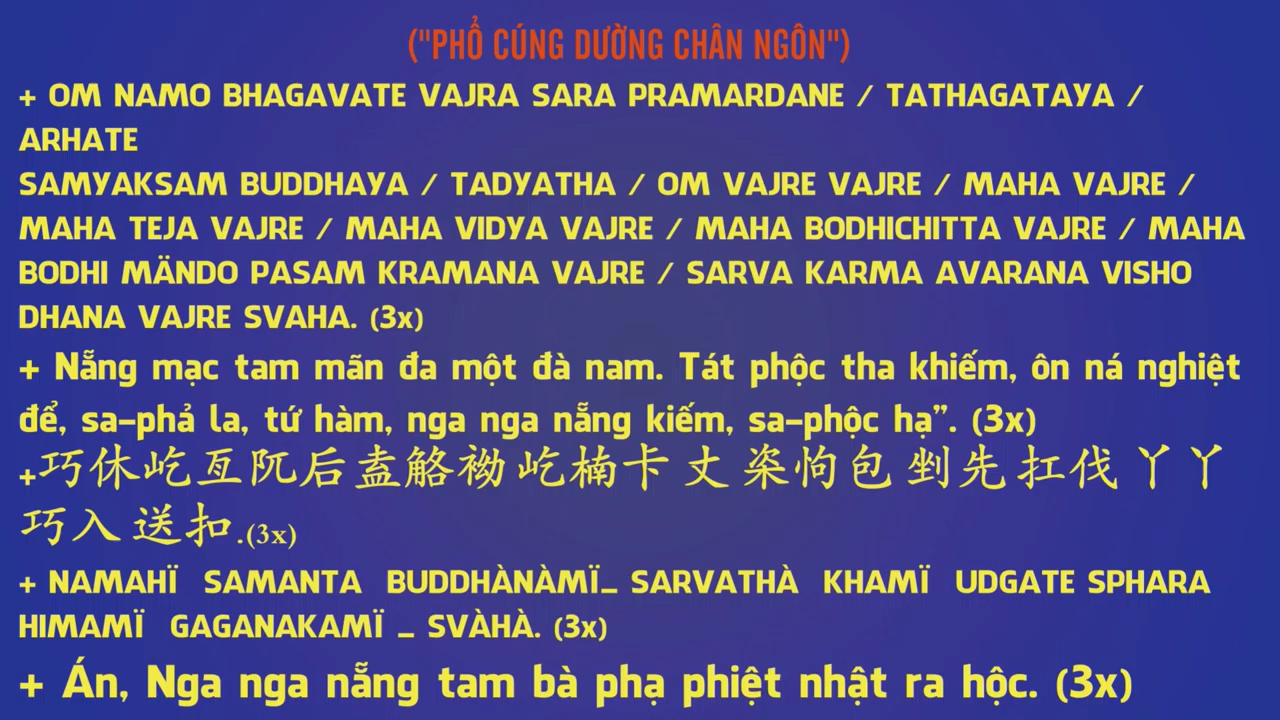 ("PHỔ CÚNG DƯỜNG CHÂN NGÔN")
+ OM NAMO BHAGAVATE VAJRA SARA PRAMARDANE / TATHAGATAYA /
ARHATE
SAMYAKSAM BUDDHAYA / TADYATHA / OM VAJRE VAJRE / MAHA VAJRE /
MAHA TEJA VAJRE / MAHA VIDYA VAJRE / MAHA BODHICHITTA VAJRE / MAHA
BODHI MÄNDO PASAM KRAMANA VAJRE / SARVA KARMA AVARANA VISHO
DHANA VAJRE SVAHA. (3x)
+ Nẵng mạc tam mãn đa một đà nam. Tát phộc tha khiếm, ôn ná nghiệt
để, sa-phả la, tứ hàm, nga nga nẵng kiếm, sa-phộc hạ”. (3x)
+巧休屹亙阢后盍觡袎屹楠卡丈梁怐包剉先扛伐丫丫
巧入送扣.(3x)
+ NAMAHÏ SAMANTA BUDDHÀNÀMÏ_ SARVATHÀ KHAMÏ UDGATE SPHARA
HIMAMÏ GAGANAKAMÏ _ SVÀHÀ. (3x)
+ Án, Nga nga nẵng tam bà phạ phiệt nhật ra hộc. (3x)